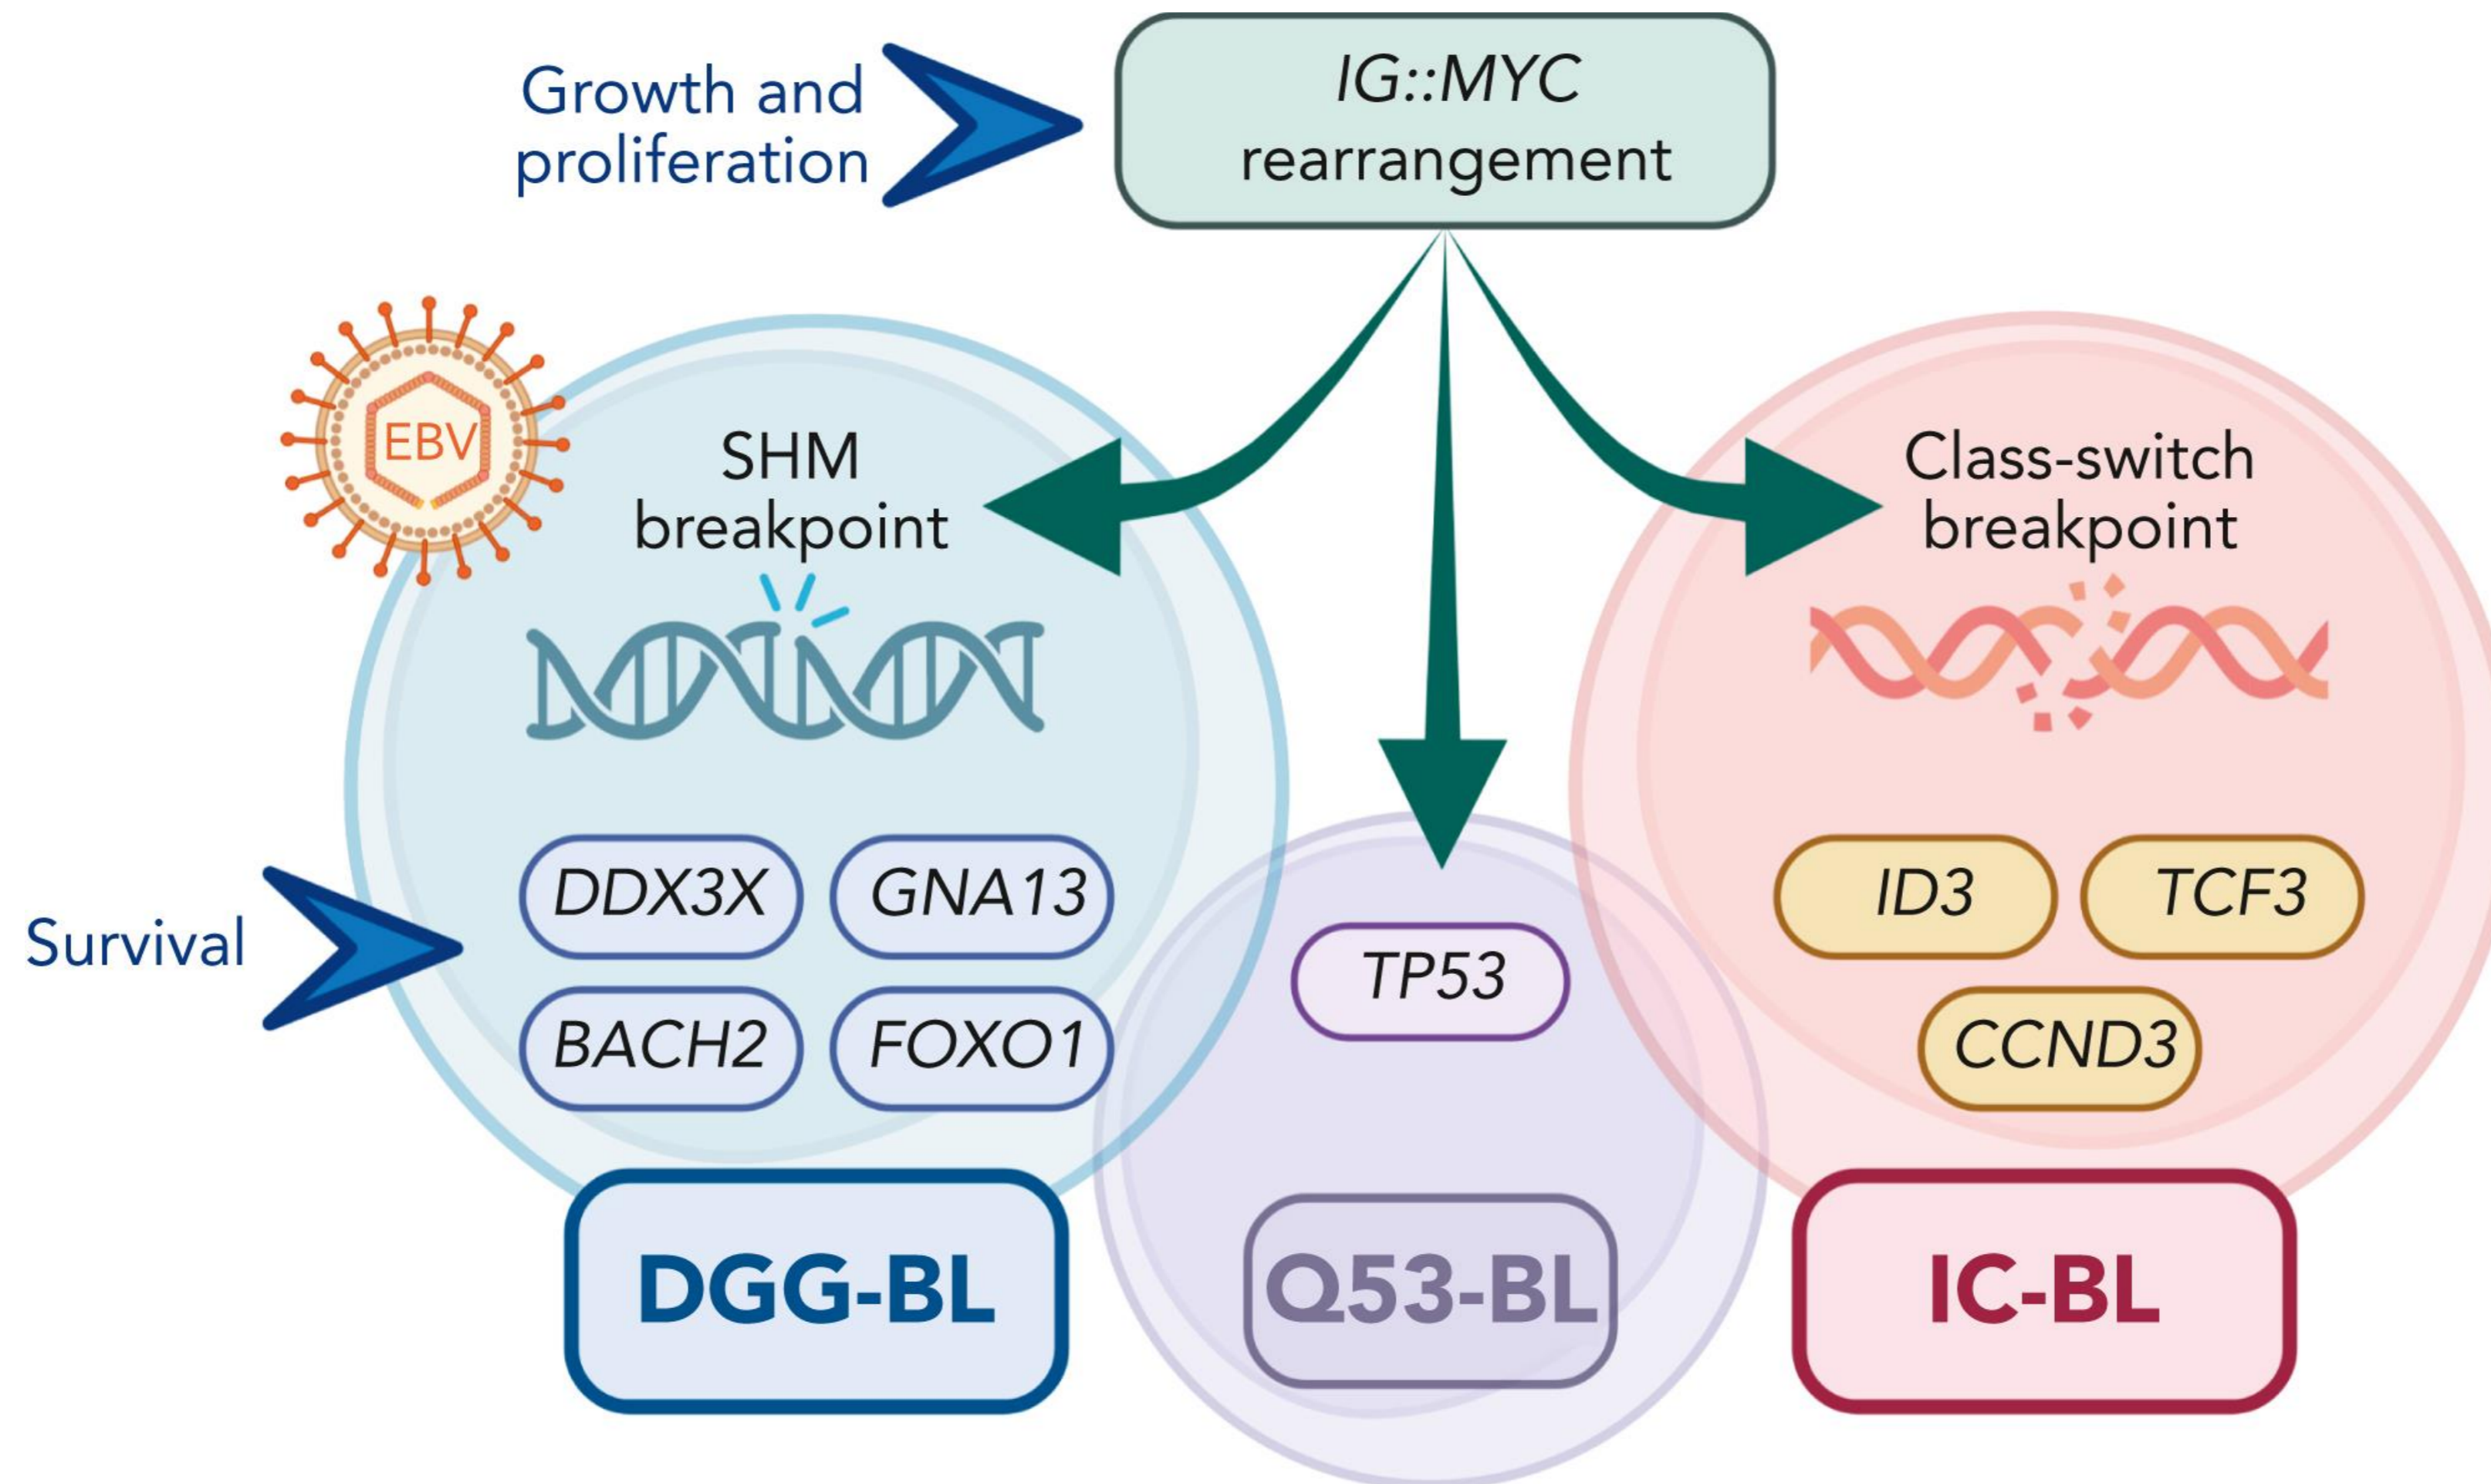 Growth and
proliferation
IG::MYC
rearrangement
EBV
SHM
breakpoint
Class-switch
breakpoint
Survival
DDX3X
GNA13
BACH2
FOXO1
TP53
ID3
TCF3
CCND3
DGG-BL
Q53-BL
IC-BL